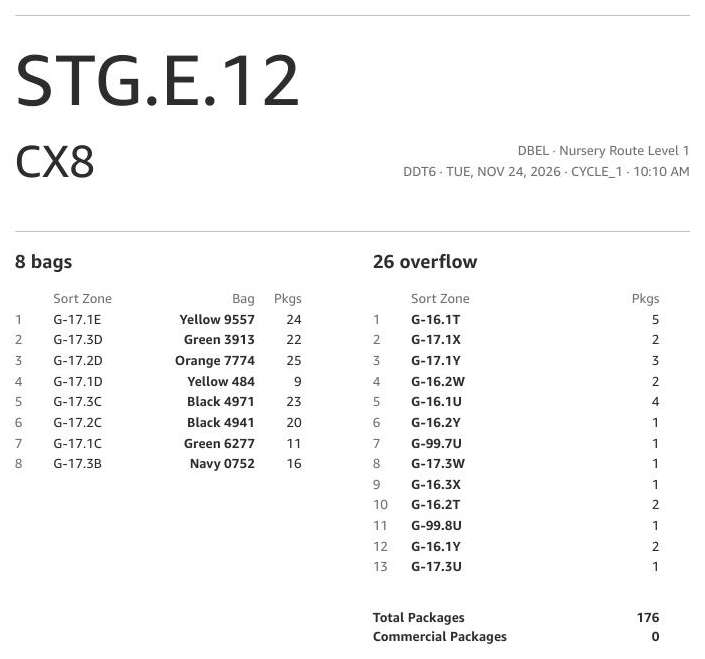 STG.E.12
CX8
DBEL · Nursery Route Level 1
DDT6 · TUE, NOV 24, 2026 · CYCLE_1 · 10:10 AM
8 bags
Sort Zone Bag Pkgs
1 G-17.1E Yellow 9557 24
2 G-17.3D Green 3913 22
3 G-17.2D Orange 7774 25
4 G-17.1D Yellow 484 9
5 G-17.3C Black 4971 23
6 G-17.2C Black 4941 20
7 G-17.1C Green 6277 11
8 G-17.3B Navy 0752 16
26 overflow
Sort Zone Pkgs
1 G-16.1T 5
2 G-17.1X 2
3 G-17.1Y 3
4 G-16.2W 2
5 G-16.1U 4
6 G-16.2Y 1
7 G-99.7U 1
8 G-17.3W 1
9 G-16.3X 1
10 G-16.2T 2
11 G-99.8U 1
12 G-16.1Y 2
13 G-17.3U 1
Total Packages 176
Commercial Packages 0